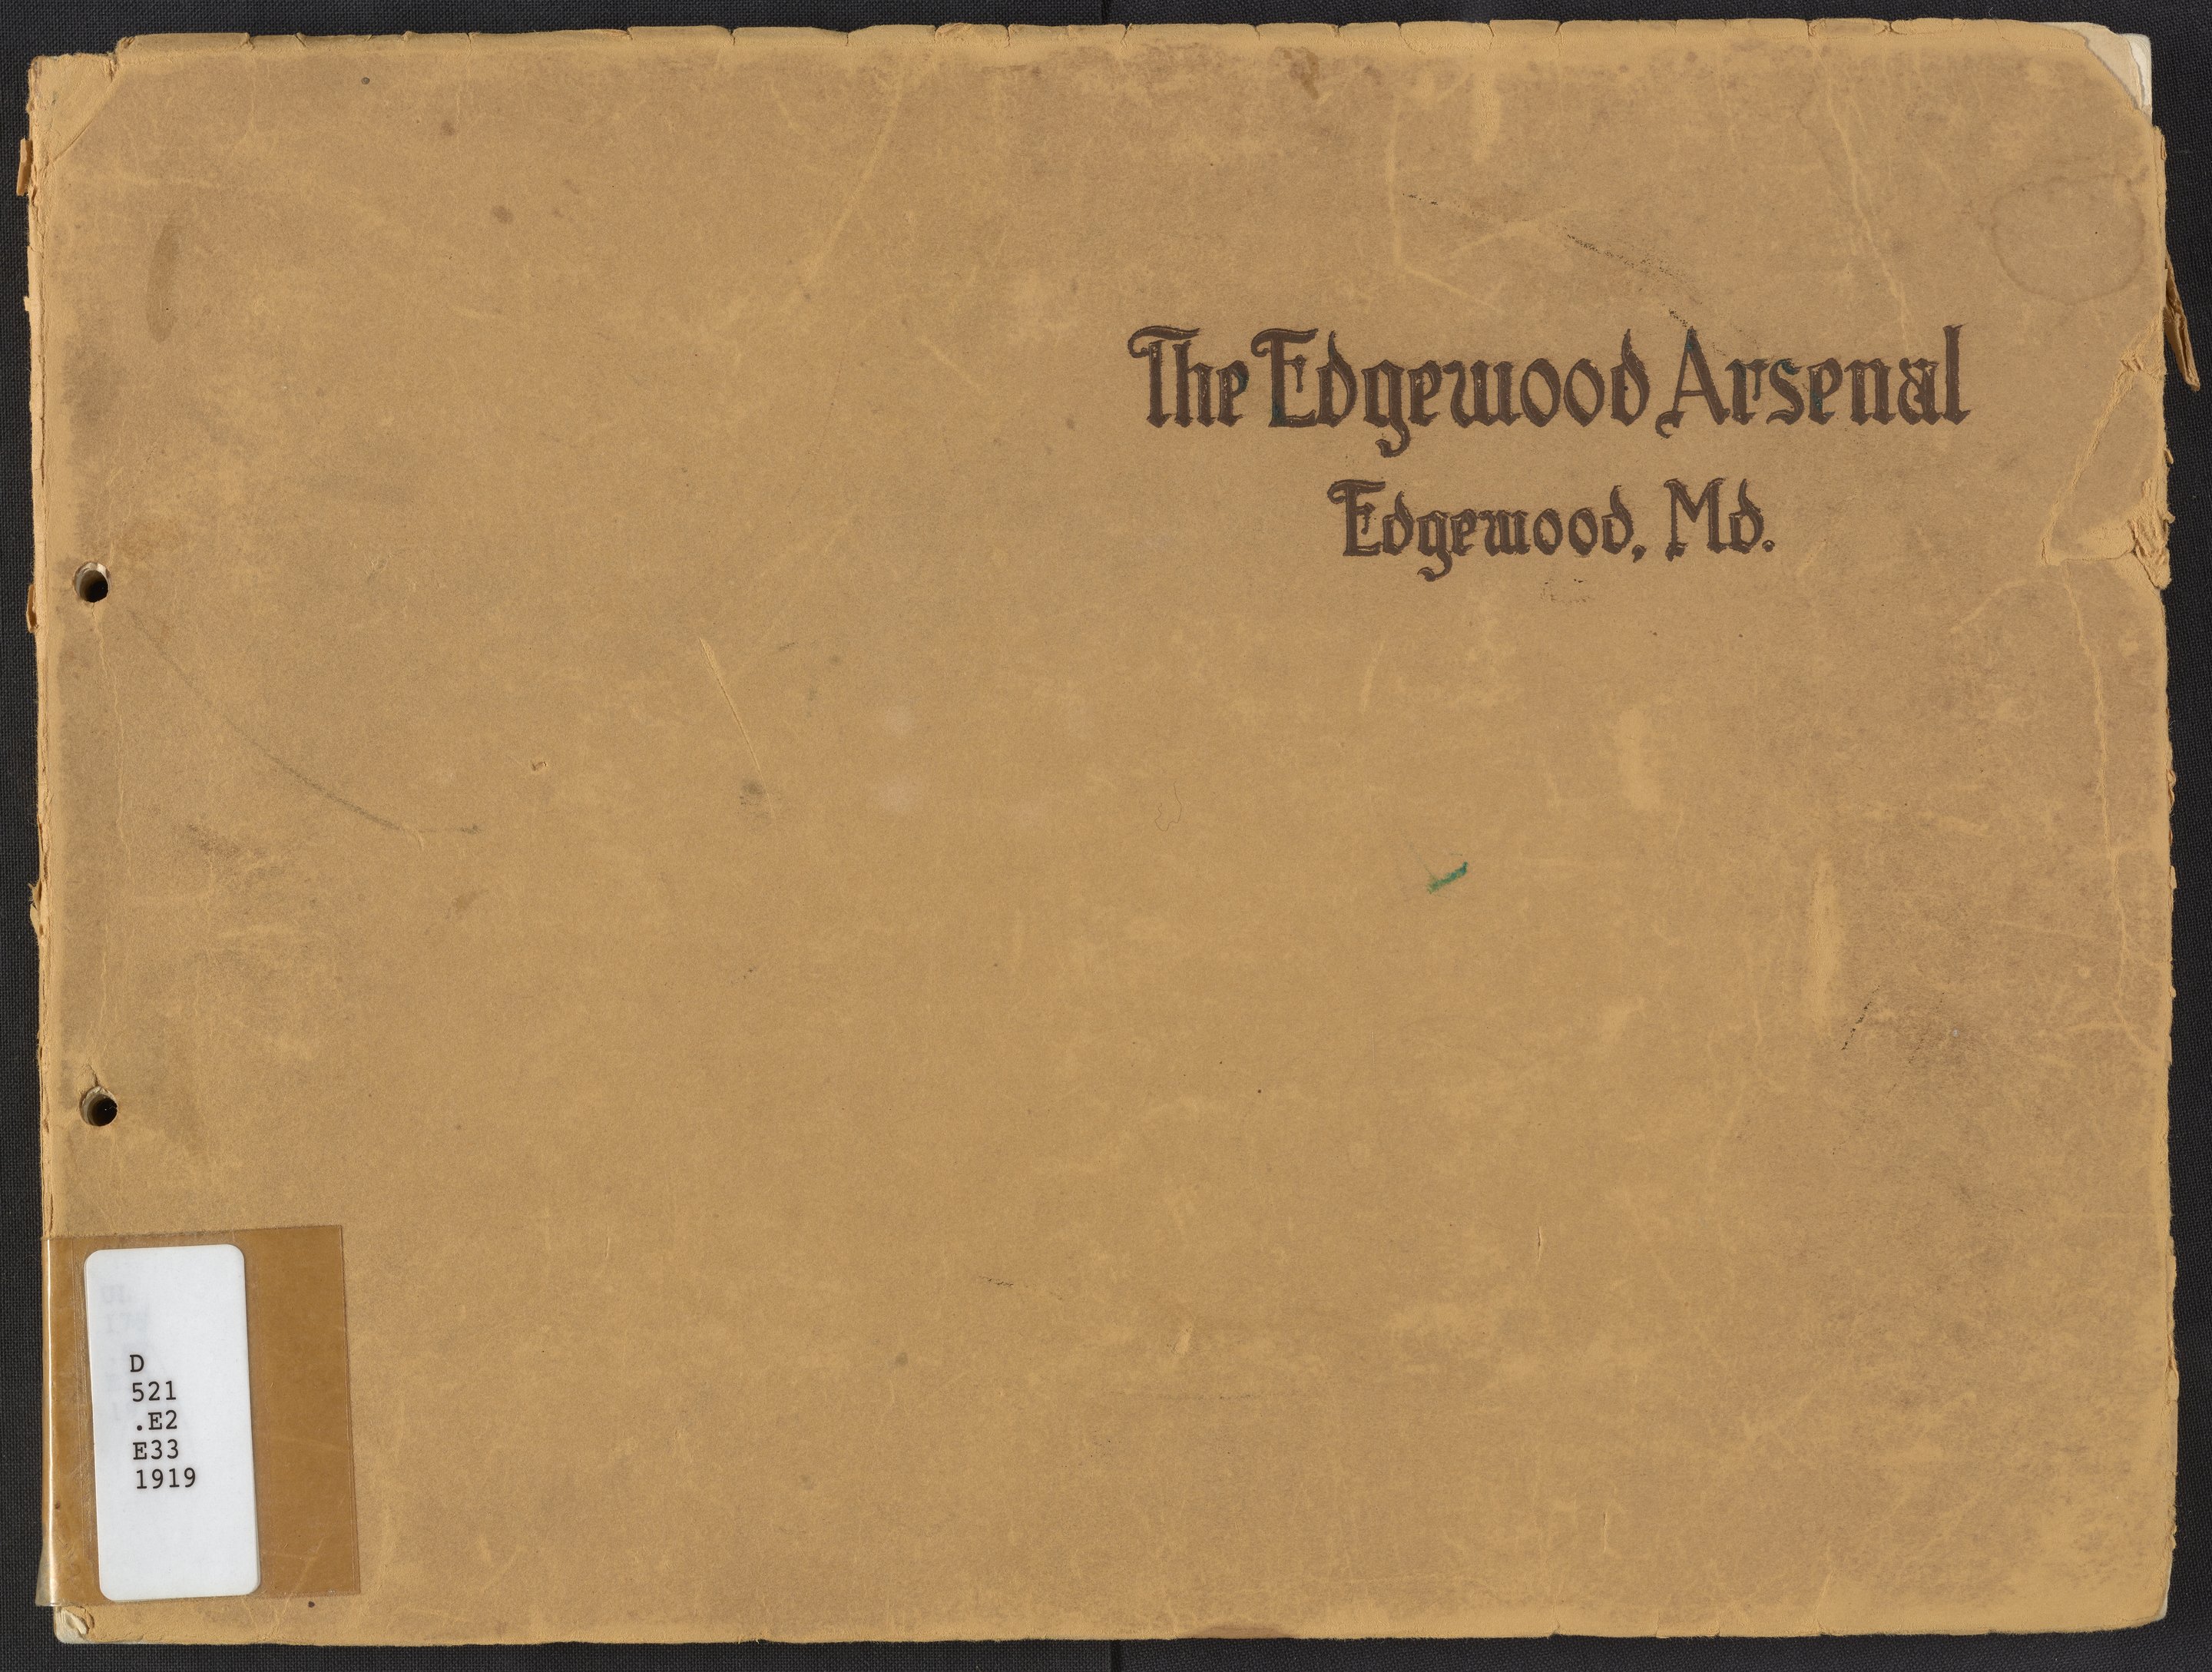 The Edgewood Arsenal
Edgewood, Md.
D
521
.E2
E33
1919